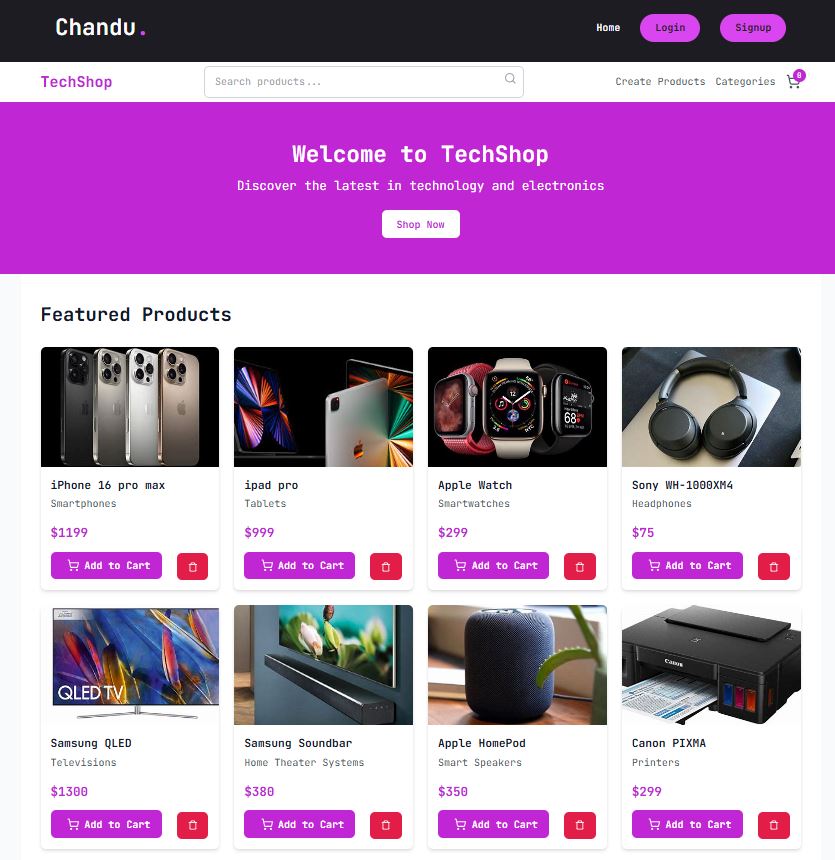 Chandu.
Home Login Signup
TechShop Search products... Create Products Categories 0
Welcome to TechShop
Discover the latest in technology and electronics
Shop Now
Featured Products
iPhone 16 pro max
Smartphones
$1199
Add to Cart
ipad pro
Tablets
$999
Add to Cart
68
Apple Watch
Smartwatches
$299
Add to Cart
Sony WH-1000XM4
Headphones
$75
Add to Cart
QLED TV
Samsung QLED
Televisions
$1300
Add to Cart
Samsung Soundbar
Home Theater Systems
$380
Add to Cart
Apple HomePod
Smart Speakers
$350
Add to Cart
Canon
Canon PIXMA
Printers
$299
Add to Cart